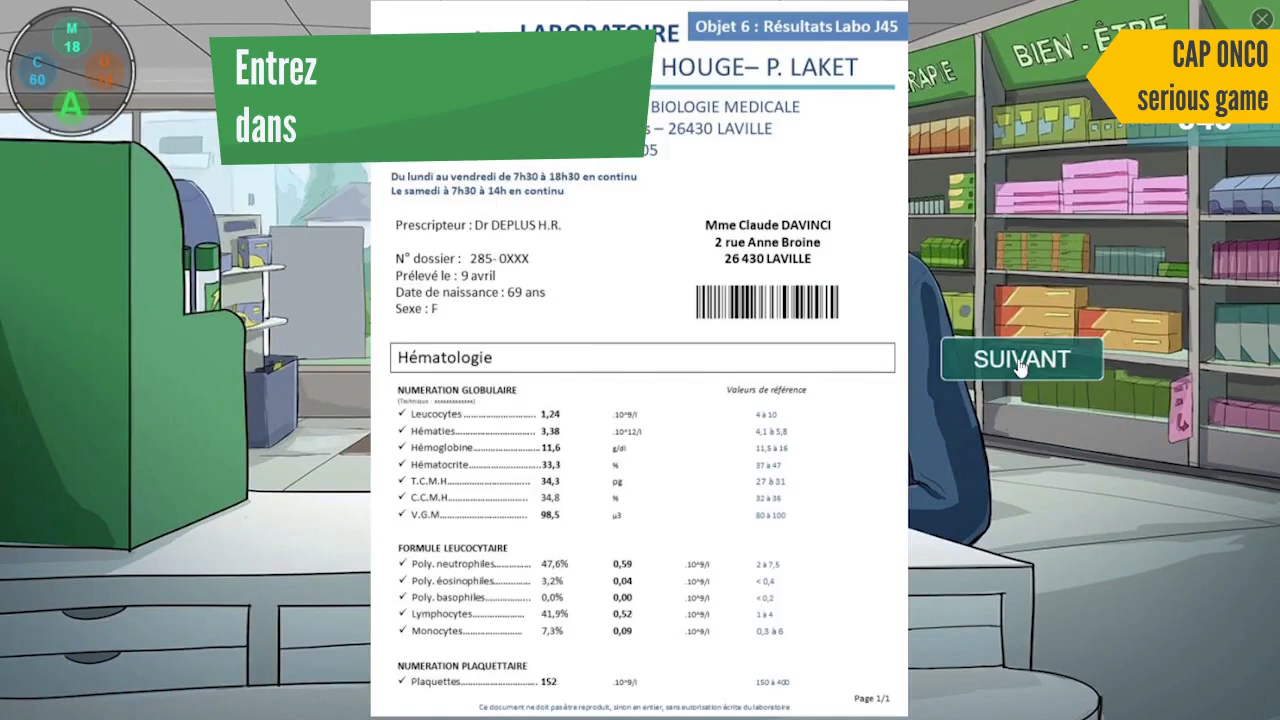 M
18
C
60
A
Entrez
dans
LABORATOIRE
Objet 6 : Résultats Labo J45
HOUGE– P. LAKET
BIOLOGIE MEDICALE
– 26430 LAVILLE
05
BIEN - ÊTRE
CAP ONCO
serious game
Du lundi au vendredi de 7h30 à 18h30 en continu
Le samedi à 7h30 à 14h en continu
Prescripteur : Dr DEPLUS H.R.
Mme Claude DAVINCI
2 rue Anne Broine
26 430 LAVILLE
N° dossier : 285- 0XXX
Prélevé le : 9 avril
Date de naissance : 69 ans
Sexe : F
Hématologie
SUIVANT
NUMERATION GLOBULAIRE Valeurs de référence
(Technique : xxxxxxxxxxxxx)
✓ Leucocytes ........................... 1,24 .10^9/l 4 à 10
✓ Hématies.............................. 3,38 .10^12/l 4,1 à 5,8
✓ Hémoglobine.......................11,6 g/dl 11,5 à 16
✓ Hématocrite.........................33,3 % 37 à 47
✓ T.C.M.H............................... 34,3 pg 27 à 31
✓ C.C.M.H............................... 34,8 % 32 à 36
✓ V.G.M................................. 98,5 µ3 80 à 100
FORMULE LEUCOCYTAIRE
✓ Poly. neutrophiles.............. 47,6% 0,59 .10^9/l 2 à 7,5
✓ Poly. éosinophiles.............. 3,2% 0,04 .10^9/l < 0,4
✓ Poly. basophiles................. 0,0% 0,00 .10^9/l < 0,2
✓ Lymphocytes...................... 41,9% 0,52 .10^9/l 1 à 4
✓ Monocytes......................... 7,3% 0,09 .10^9/l 0,3 à 6
NUMERATION PLAQUETTAIRE
✓ Plaquettes............................. 152 .10^9/l 150 à 400
Page 1/1
Ce document ne doit pas être reproduit, sinon en entier, sans autorisation écrite du laboratoire